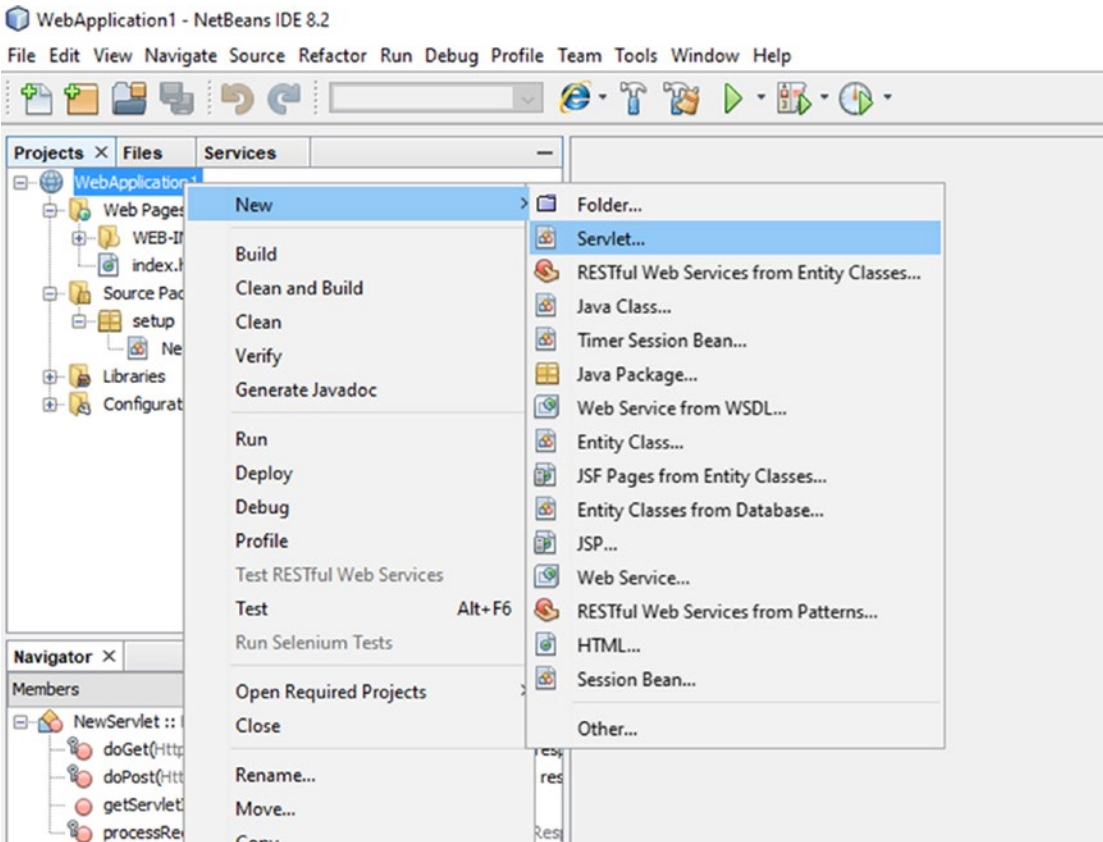 WebApplication1 - NetBeans IDE 8.2
File Edit View Navigate Source Refactor Run Debug Profile Team Tools Window Help
Projects Files Services
WebApplication1
Web Pages
WEB-IN
index.h
Source Pac
setup
Ne
Libraries
Configurat
New
Build
Clean and Build
Clean
Verify
Generate Javadoc
Run
Deploy
Debug
Profile
Test RESTful Web Services
Test Alt+F6
Run Selenium Tests
Open Required Projects
Close
Rename...
Move...
Copy
Folder...
Servlet...
RESTful Web Services from Entity Classes...
Java Class...
Timer Session Bean...
Java Package...
Web Service from WSDL...
Entity Class...
JSF Pages from Entity Classes...
Entity Classes from Database...
JSP...
Web Service...
RESTful Web Services from Patterns...
HTML...
Session Bean...
Other...
Navigator
Members
NewServlet ::
doGet(Http
doPost(Htt
getServletI
processRe
resp
res
Resp